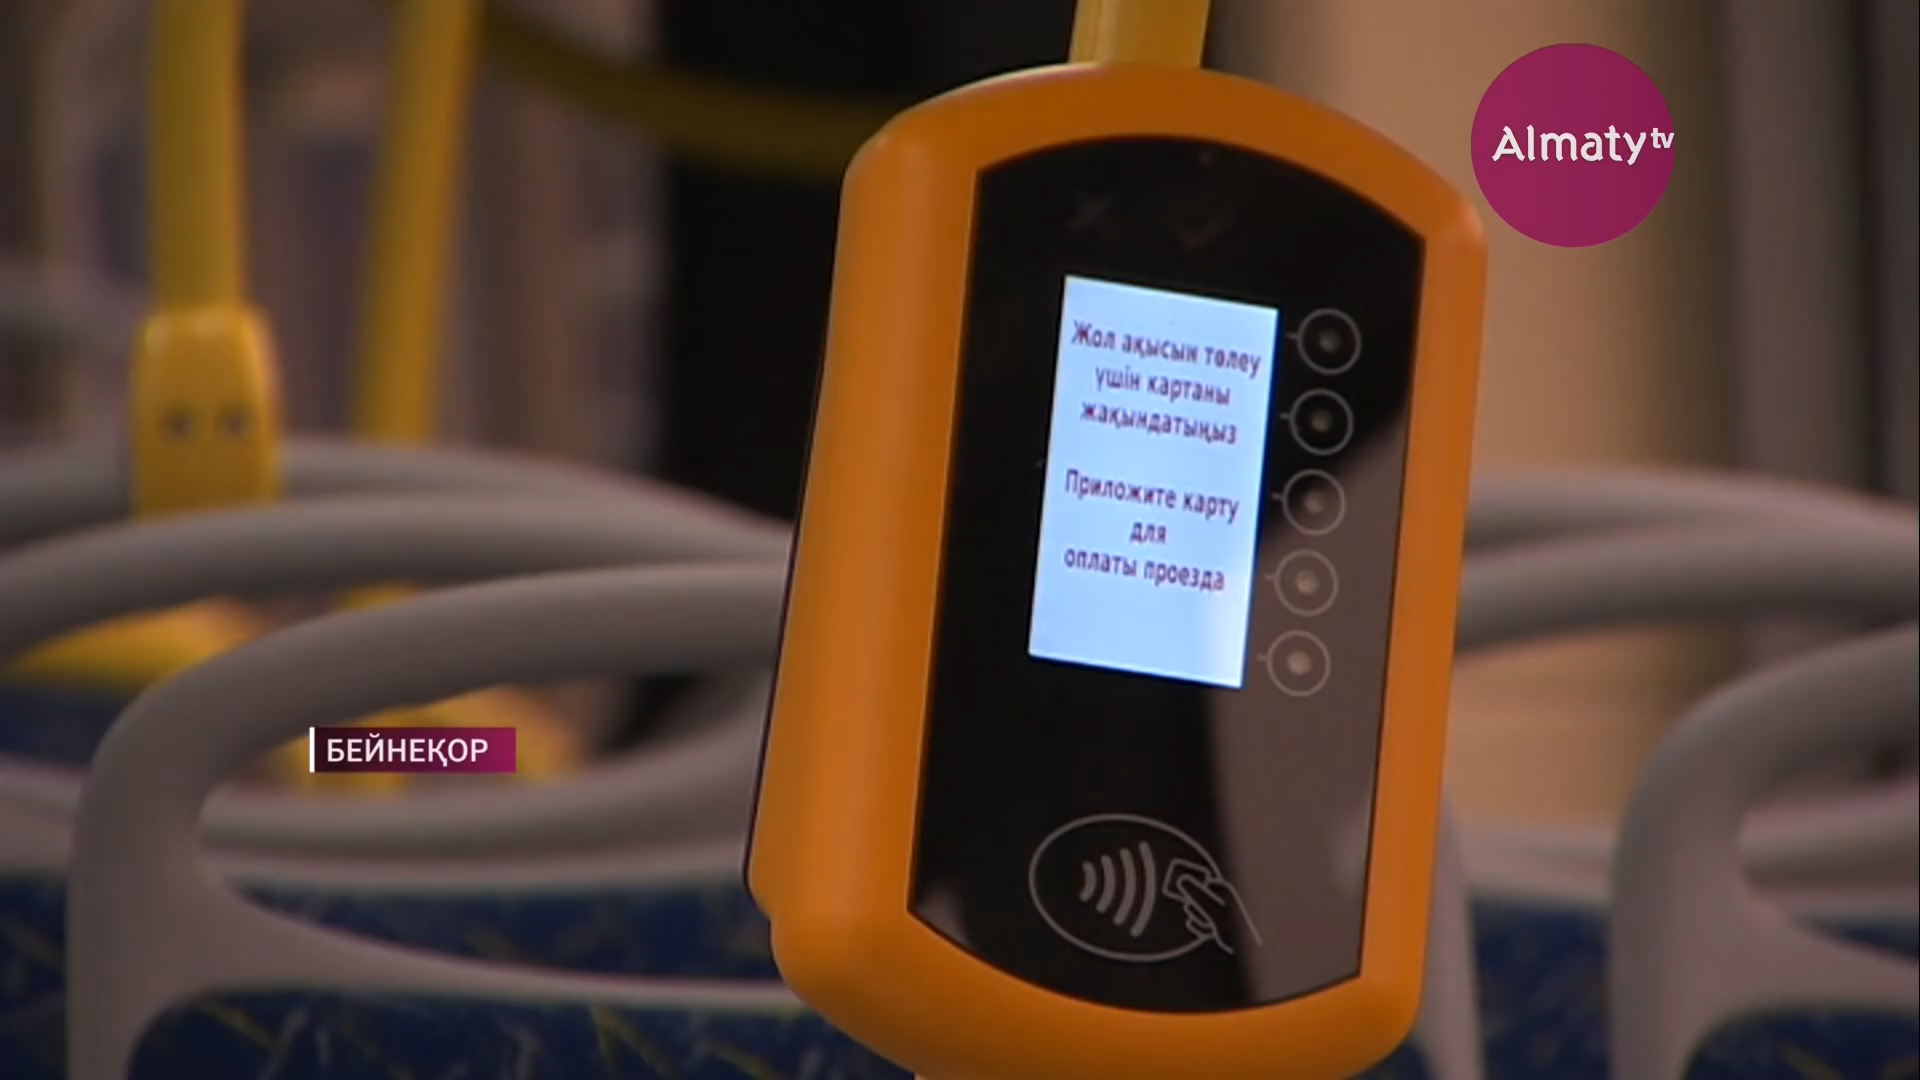 Almaty tv
Жол ақысын төлеу
үшін картаны
жақындатыңыз
Приложите карту
для
оплаты проезда
БЕЙНЕҚОР